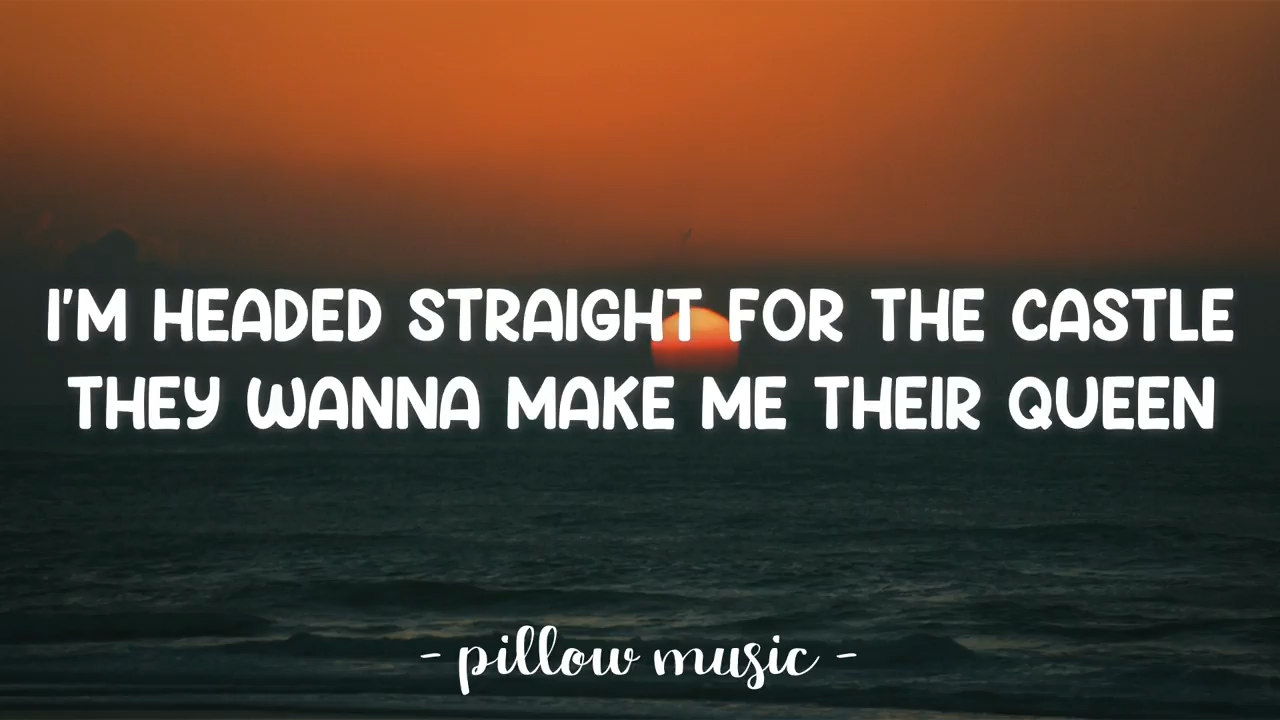 I'M HEADED STRAIGHT FOR THE CASTLE
THEY WANNA MAKE ME THEIR QUEEN
- pillow music -